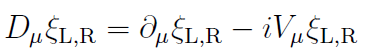 D_μ ξ_{L,R} = ∂_μ ξ_{L,R} − iV_μ ξ_{L,R}